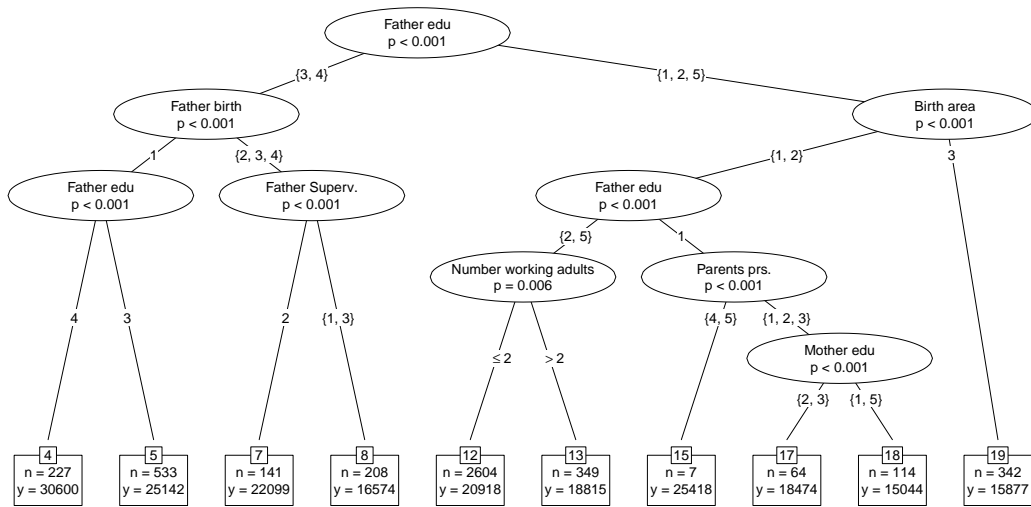 Father edu
p < 0.001
{3, 4}
{1, 2, 5}
Father birth
p < 0.001
Birth area
p < 0.001
1
{2, 3, 4}
{1, 2}
3
Father edu
p < 0.001
Father Superv.
p < 0.001
Father edu
p < 0.001
{2, 5}
1
Number working adults
p = 0.006
Parents prs.
p < 0.001
4
3
2
{1, 3}
{4, 5}
{1, 2, 3}
Mother edu
p < 0.001
≤ 2
> 2
{2, 3}
{1, 5}
4
n = 227
y = 30600
5
n = 533
y = 25142
7
n = 141
y = 22099
8
n = 208
y = 16574
12
n = 2604
y = 20918
13
n = 349
y = 18815
15
n = 7
y = 25418
17
n = 64
y = 18474
18
n = 114
y = 15044
19
n = 342
y = 15877